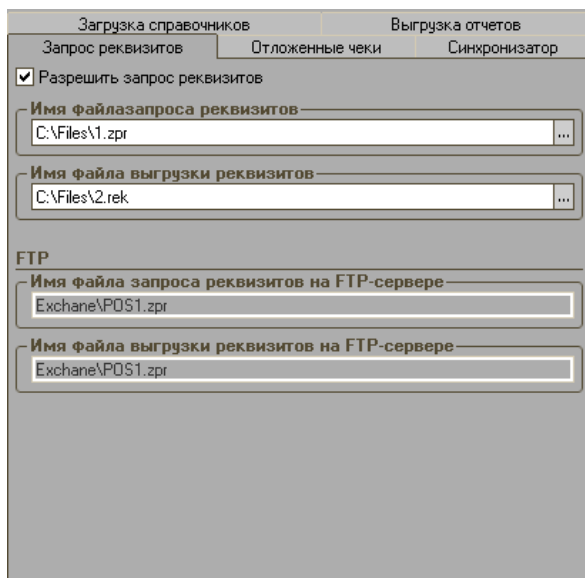 Загрузка справочников Выгрузка отчетов
Запрос реквизитов Отложенные чеки Синхронизатор
Разрешить запрос реквизитов
Имя файлазапроса реквизитов
C:\Files\1.zpr ...
Имя файла выгрузки реквизитов
C:\Files\2.rek ...
FTP
Имя файла запроса реквизитов на FTP-сервере
Exchane\POS1.zpr
Имя файла выгрузки реквизитов на FTP-сервере
Exchane\POS1.zpr